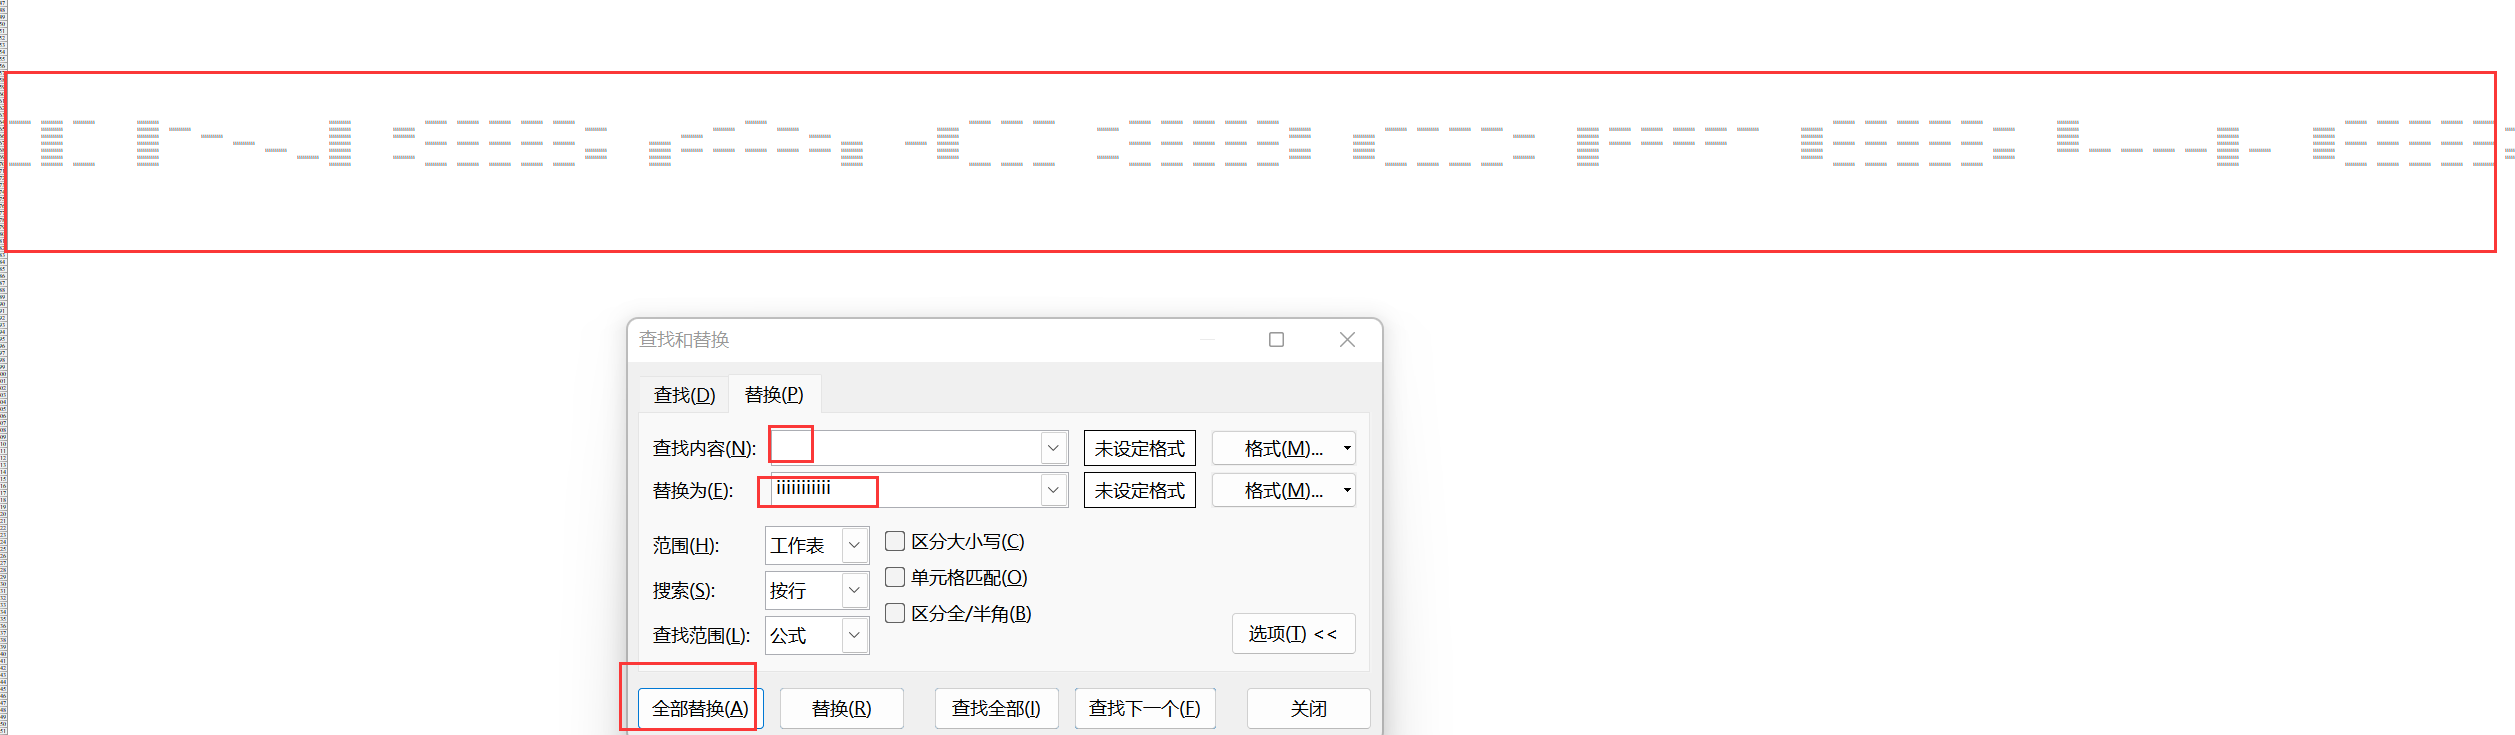 INSA{3
查找和替换
查找(D)
替换(P)
查找内容(N):
未设定格式
格式(M)...
替换为(E):
iiiiiiiiiii
未设定格式
格式(M)...
范围(H):
工作表
区分大小写(C)
单元格匹配(O)
搜索(S):
按行
区分全/半角(B)
查找范围(L):
公式
选项(T) <<
全部替换(A)
替换(R)
查找全部(I)
查找下一个(F)
关闭